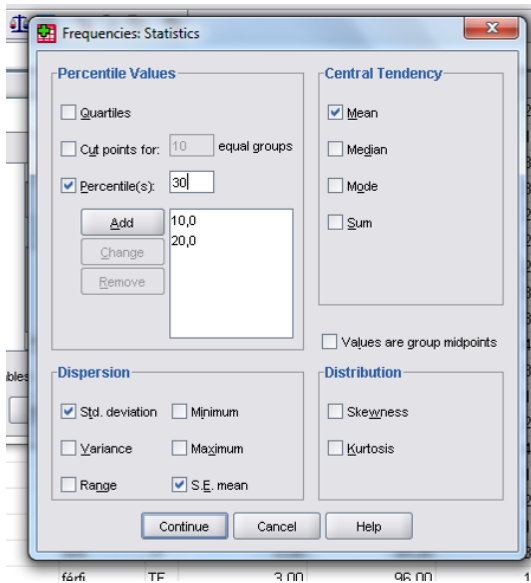 Frequencies: Statistics
Percentile Values
Quartiles
Cut points for: 10 equal groups
Percentile(s): 30
Add
Change
Remove
10,0
20,0
Central Tendency
Mean
Median
Mode
Sum
Values are group midpoints
Dispersion
Std. deviation Minimum
Variance Maximum
Range S.E. mean
Distribution
Skewness
Kurtosis
Continue Cancel Help
férfi TF 3,00 96,00